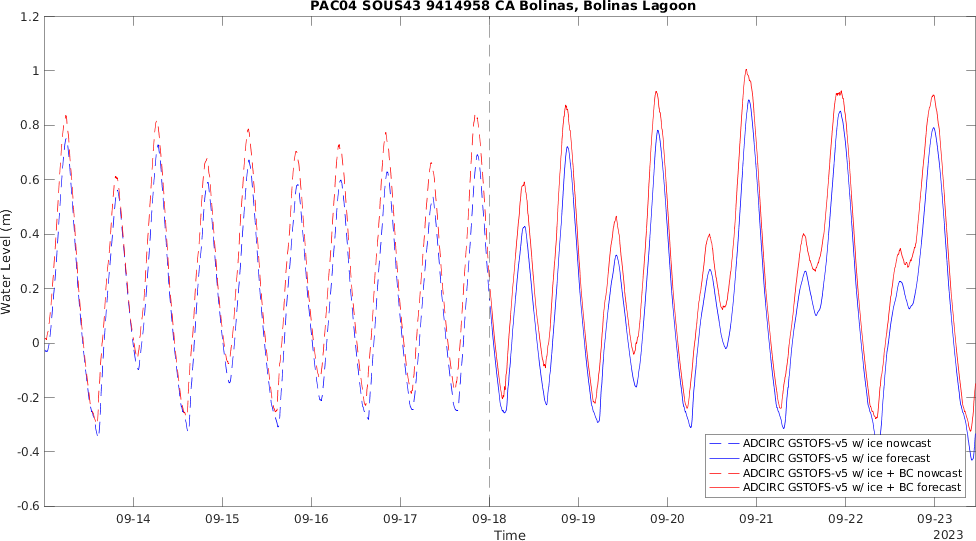 PAC04 SOUS43 9414958 CA Bolinas, Bolinas Lagoon
1.2
1
0.8
0.6
0.4
0.2
0
-0.2
-0.4
-0.6
Water Level (m)
ADCIRC GSTOFS-v5 w/ ice nowcast
ADCIRC GSTOFS-v5 w/ ice forecast
ADCIRC GSTOFS-v5 w/ ice + BC nowcast
ADCIRC GSTOFS-v5 w/ ice + BC forecast
09-14 09-15 09-16 09-17 09-18 09-19 09-20 09-21 09-22 09-23
Time
2023